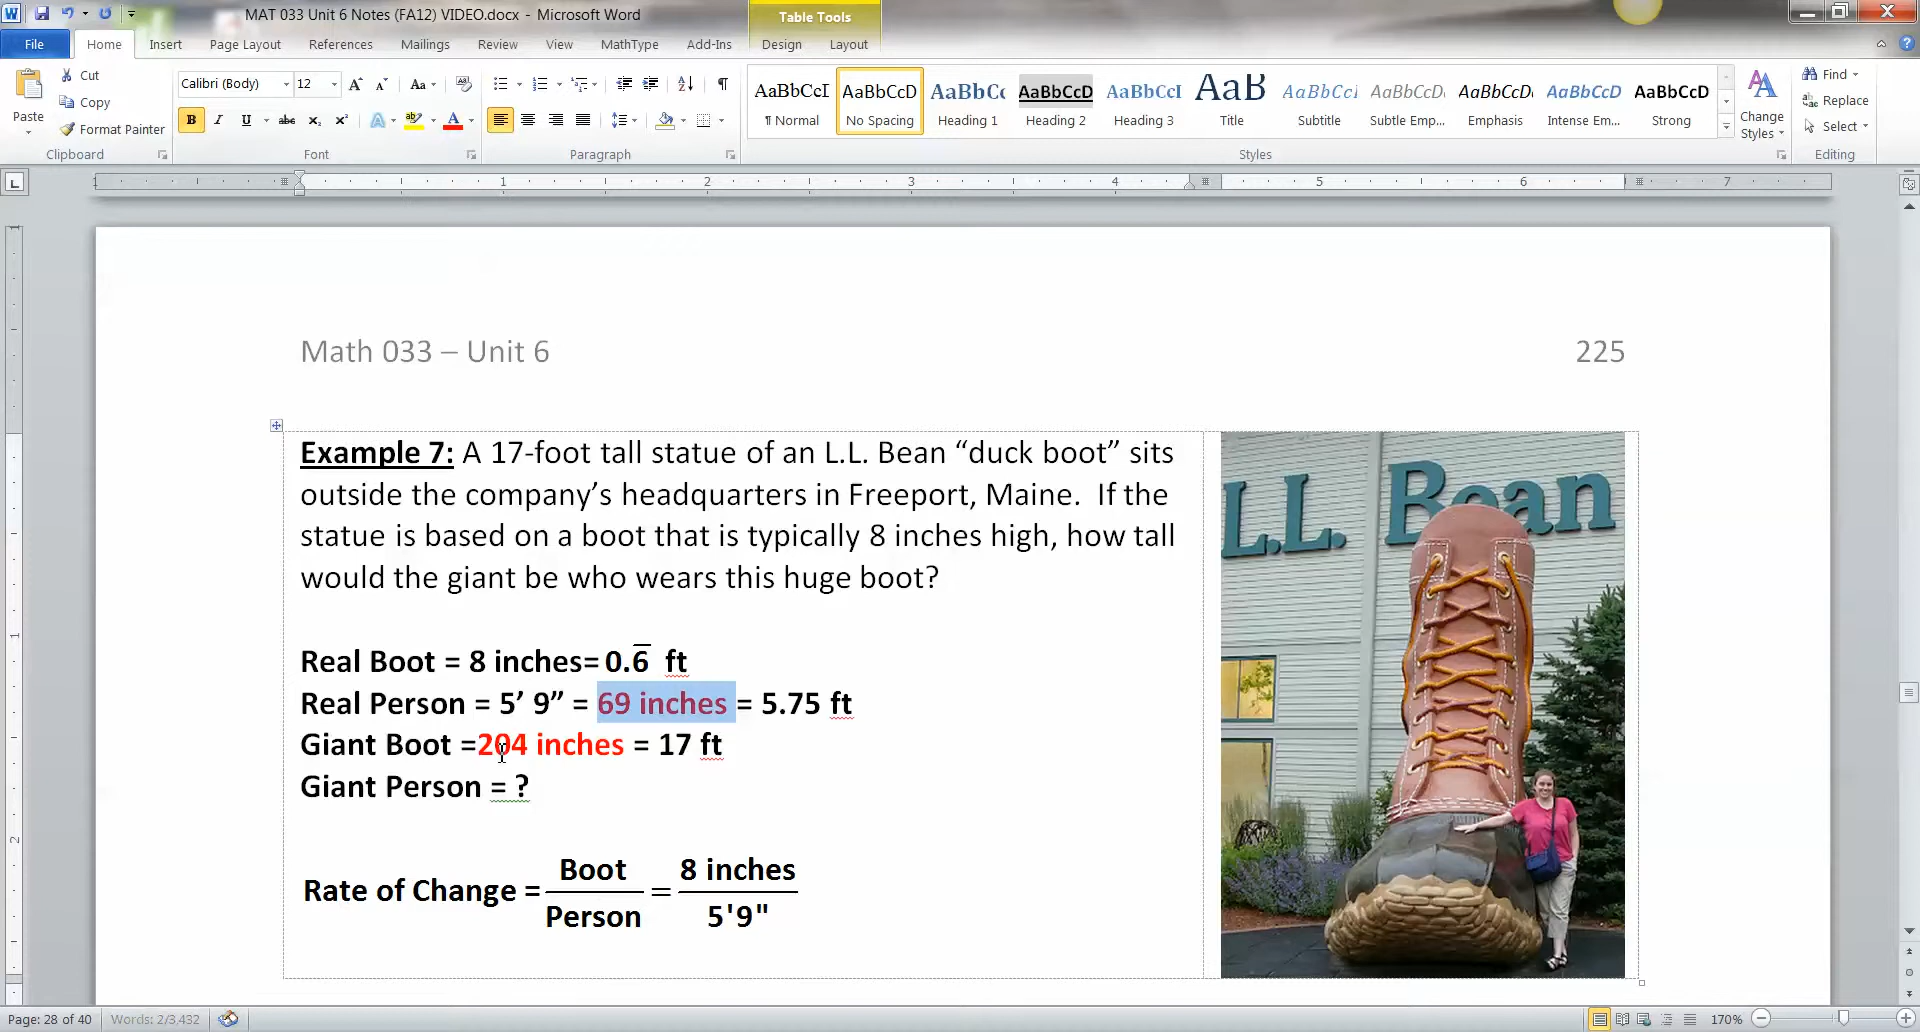 MAT 033 Unit 6 Notes (FA12) VIDEO.docx - Microsoft Word
Table Tools
File Home Insert Page Layout References Mailings Review View MathType Add-Ins Design Layout
Paste
Cut
Copy
Format Painter
Clipboard
Calibri (Body) 12
Font
Paragraph
AaBbCcI AaBbCcD AaBbCc AaBbCcD AaBbCcI AaB AaBbCcI AaBbCcD AaBbCcD AaBbCcD AaBbCcD
¶ Normal No Spacing Heading 1 Heading 2 Heading 3 Title Subtitle Subtle Emp... Emphasis Intense Em... Strong
Styles
Change
Styles
Find
Replace
Select
Editing
1 1 2 3 4 5 6 7
Math 033 – Unit 6 225
Example 7: A 17-foot tall statue of an L.L. Bean “duck boot” sits
outside the company’s headquarters in Freeport, Maine. If the
statue is based on a boot that is typically 8 inches high, how tall
would the giant be who wears this huge boot?
Real Boot = 8 inches= 0.6̅ ft
Real Person = 5’ 9” = 69 inches = 5.75 ft
Giant Boot =204 inches = 17 ft
Giant Person = ?
Rate of Change = Boot/Person = 8 inches/5'9"
L.L. Bean
Page: 28 of 40 Words: 2/3,432 170%